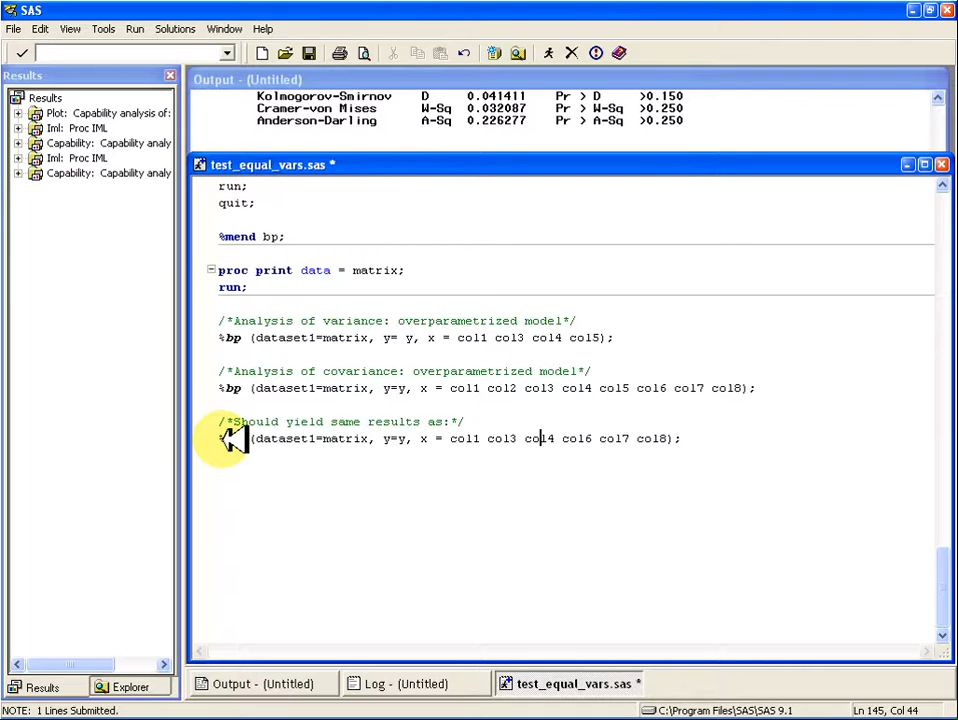 SAS
File Edit View Tools Run Solutions Window Help
Results
Results
Plot: Capability analysis of:
Iml: Proc IML
Capability: Capability analy
Iml: Proc IML
Capability: Capability analy
Output - (Untitled)
Kolmogorov-Smirnov D 0.041411 Pr > D >0.150
Cramer-von Mises W-Sq 0.032087 Pr > W-Sq >0.250
Anderson-Darling A-Sq 0.226277 Pr > A-Sq >0.250
test_equal_vars.sas *
run;
quit;
%mend bp;
proc print data = matrix;
run;
/*Analysis of variance: overparametrized model*/
%bp (dataset1=matrix, y= y, x = col1 col3 col4 col5);
/*Analysis of covariance: overparametrized model*/
%bp (dataset1=matrix, y=y, x = col1 col2 col3 col4 col5 col6 col7 col8);
/*Should yield same results as:*/
(dataset1=matrix, y=y, x = col1 col3 col4 col6 col7 col8);
Results Explorer
Output - (Untitled) Log - (Untitled) test_equal_vars.sas *
NOTE: 1 Lines Submitted. C:\Program Files\SAS\SAS 9.1 Ln 145, Col 44